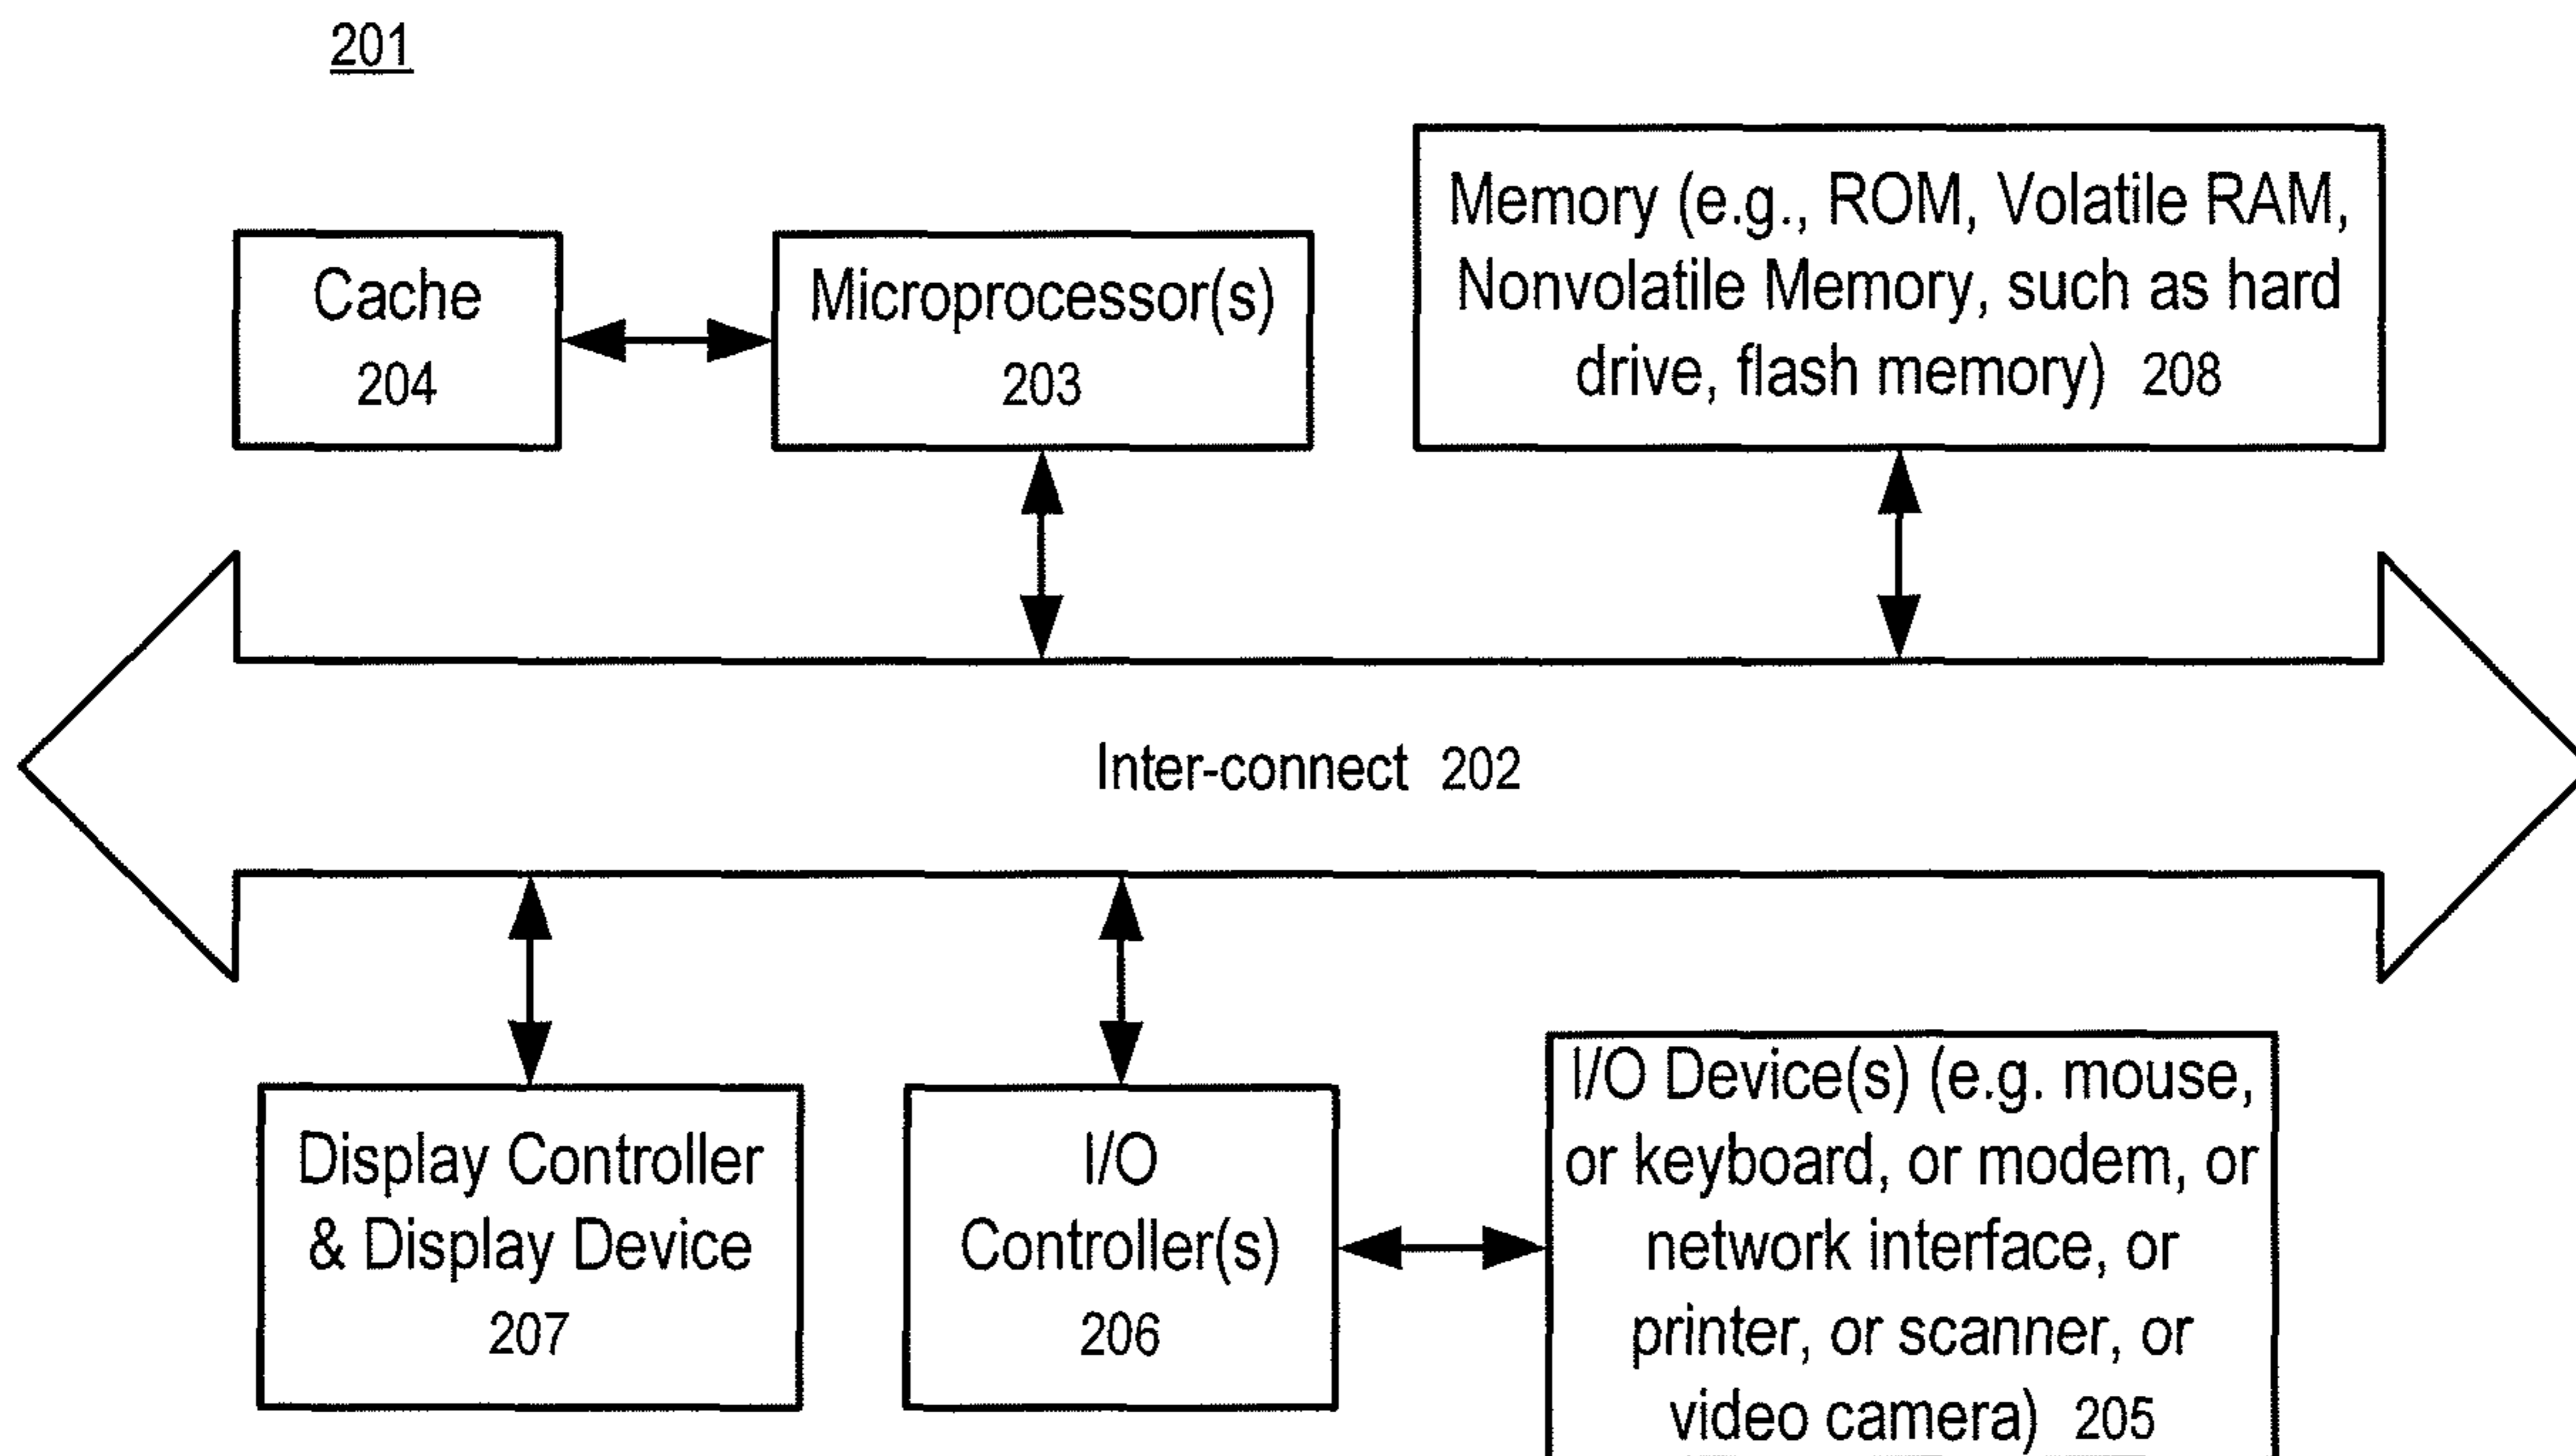 201
Cache
204
Microprocessor(s)
203
Memory (e.g., ROM, Volatile RAM,
Nonvolatile Memory, such as hard
drive, flash memory) 208
Inter-connect 202
Display Controller
& Display Device
207
I/O
Controller(s)
206
I/O Device(s) (e.g. mouse,
or keyboard, or modem, or
network interface, or
printer, or scanner, or
video camera) 205